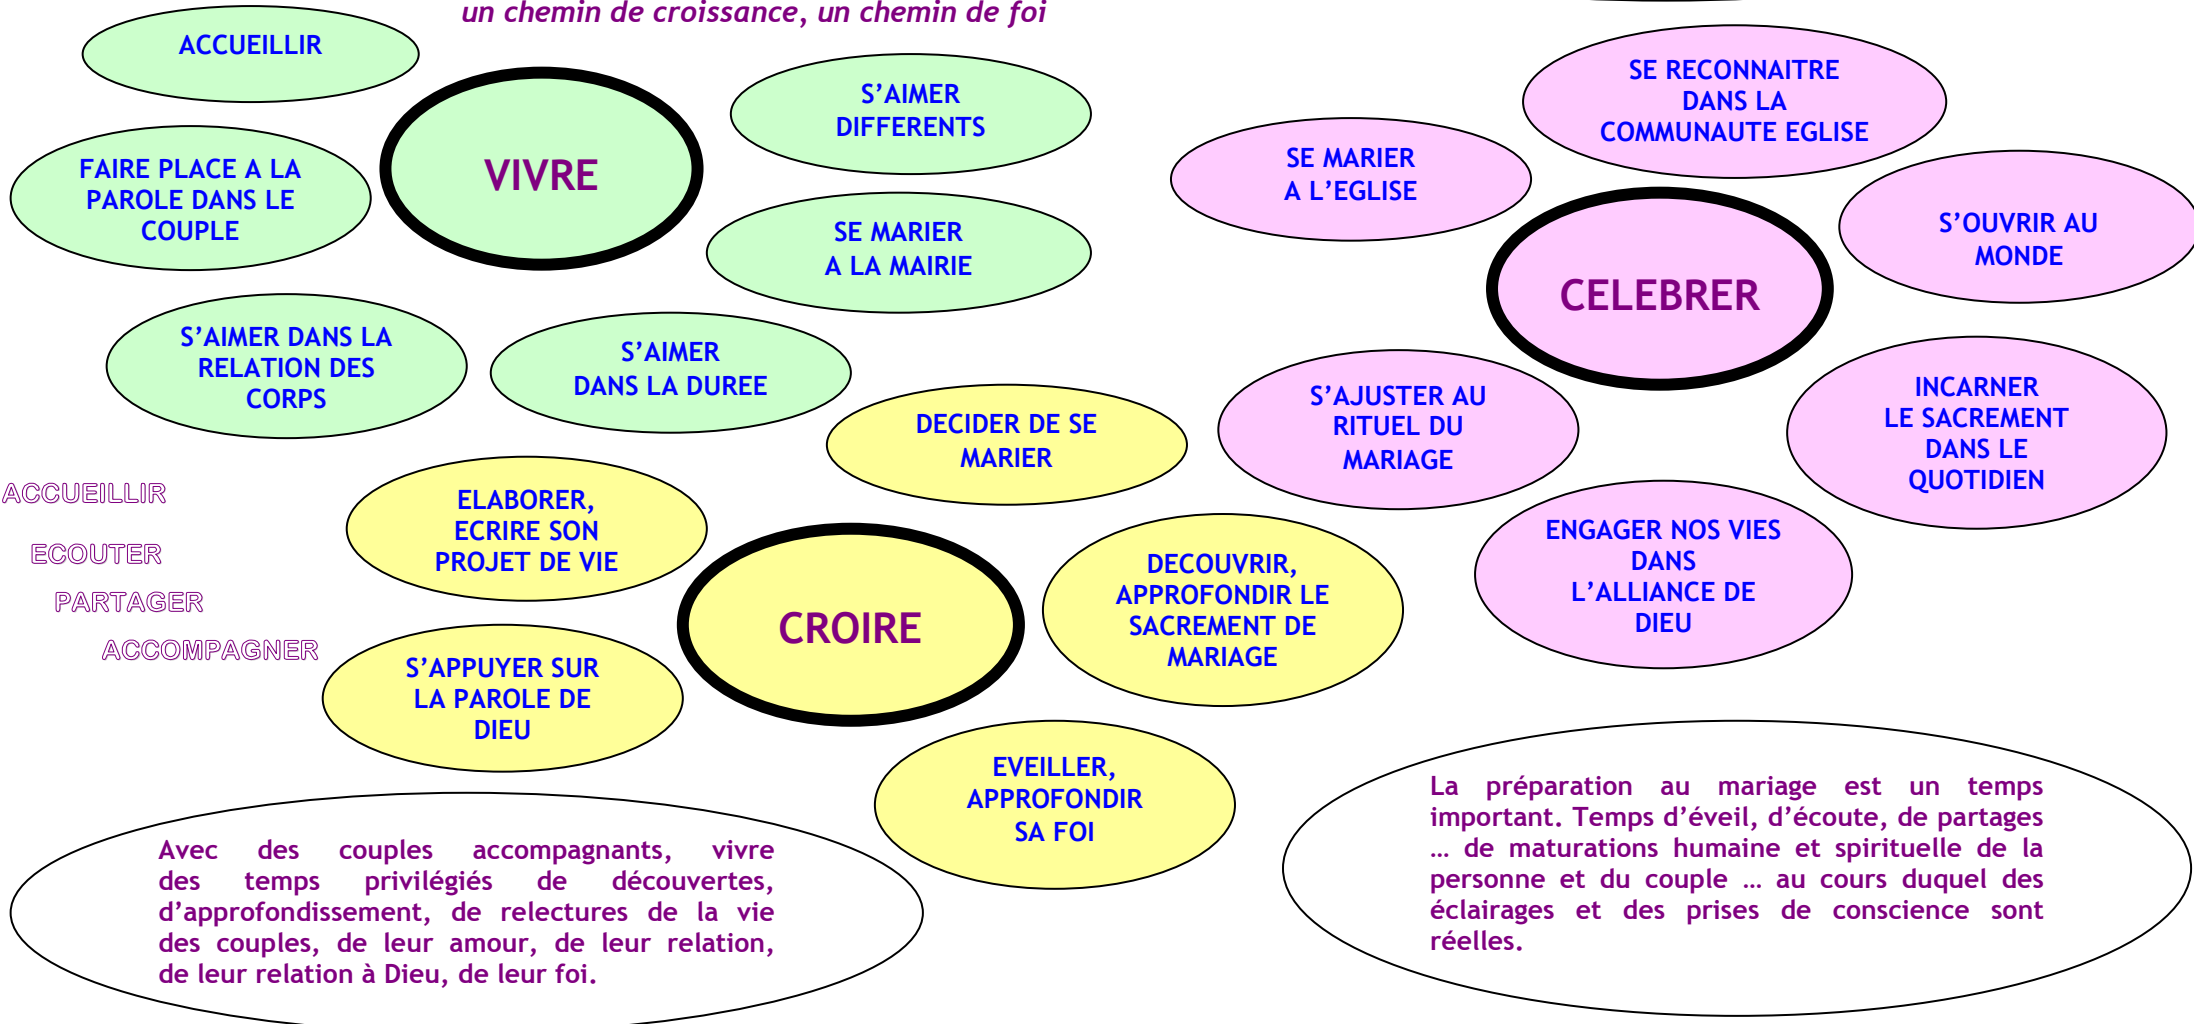 un chemin de croissance, un chemin de foi
ACCUEILLIR
VIVRE
S’AIMER
DIFFERENTS
FAIRE PLACE A LA
PAROLE DANS LE
COUPLE
SE MARIER
A LA MAIRIE
S’AIMER DANS LA
RELATION DES
CORPS
S’AIMER
DANS LA DUREE
SE RECONNAITRE
DANS LA
COMMUNAUTE EGLISE
SE MARIER
A L’EGLISE
S’OUVRIR AU
MONDE
CELEBRER
S’AJUSTER AU
RITUEL DU
MARIAGE
INCARNER
LE SACREMENT
DANS LE
QUOTIDIEN
ENGAGER NOS VIES
DANS
L’ALLIANCE DE
DIEU
DECIDER DE SE
MARIER
ELABORER,
ECRIRE SON
PROJET DE VIE
CROIRE
DECOUVRIR,
APPROFONDIR LE
SACREMENT DE
MARIAGE
S’APPUYER SUR
LA PAROLE DE
DIEU
EVEILLER,
APPROFONDIR
SA FOI
ACCUEILLIR
ECOUTER
PARTAGER
ACCOMPAGNER
Avec des couples accompagnants, vivre
des temps privilégiés de découvertes,
d’approfondissement, de relectures de la vie
des couples, de leur amour, de leur relation,
de leur relation à Dieu, de leur foi.
La préparation au mariage est un temps
important. Temps d’éveil, d’écoute, de partages
… de maturations humaine et spirituelle de la
personne et du couple … au cours duquel des
éclairages et des prises de conscience sont
réelles.